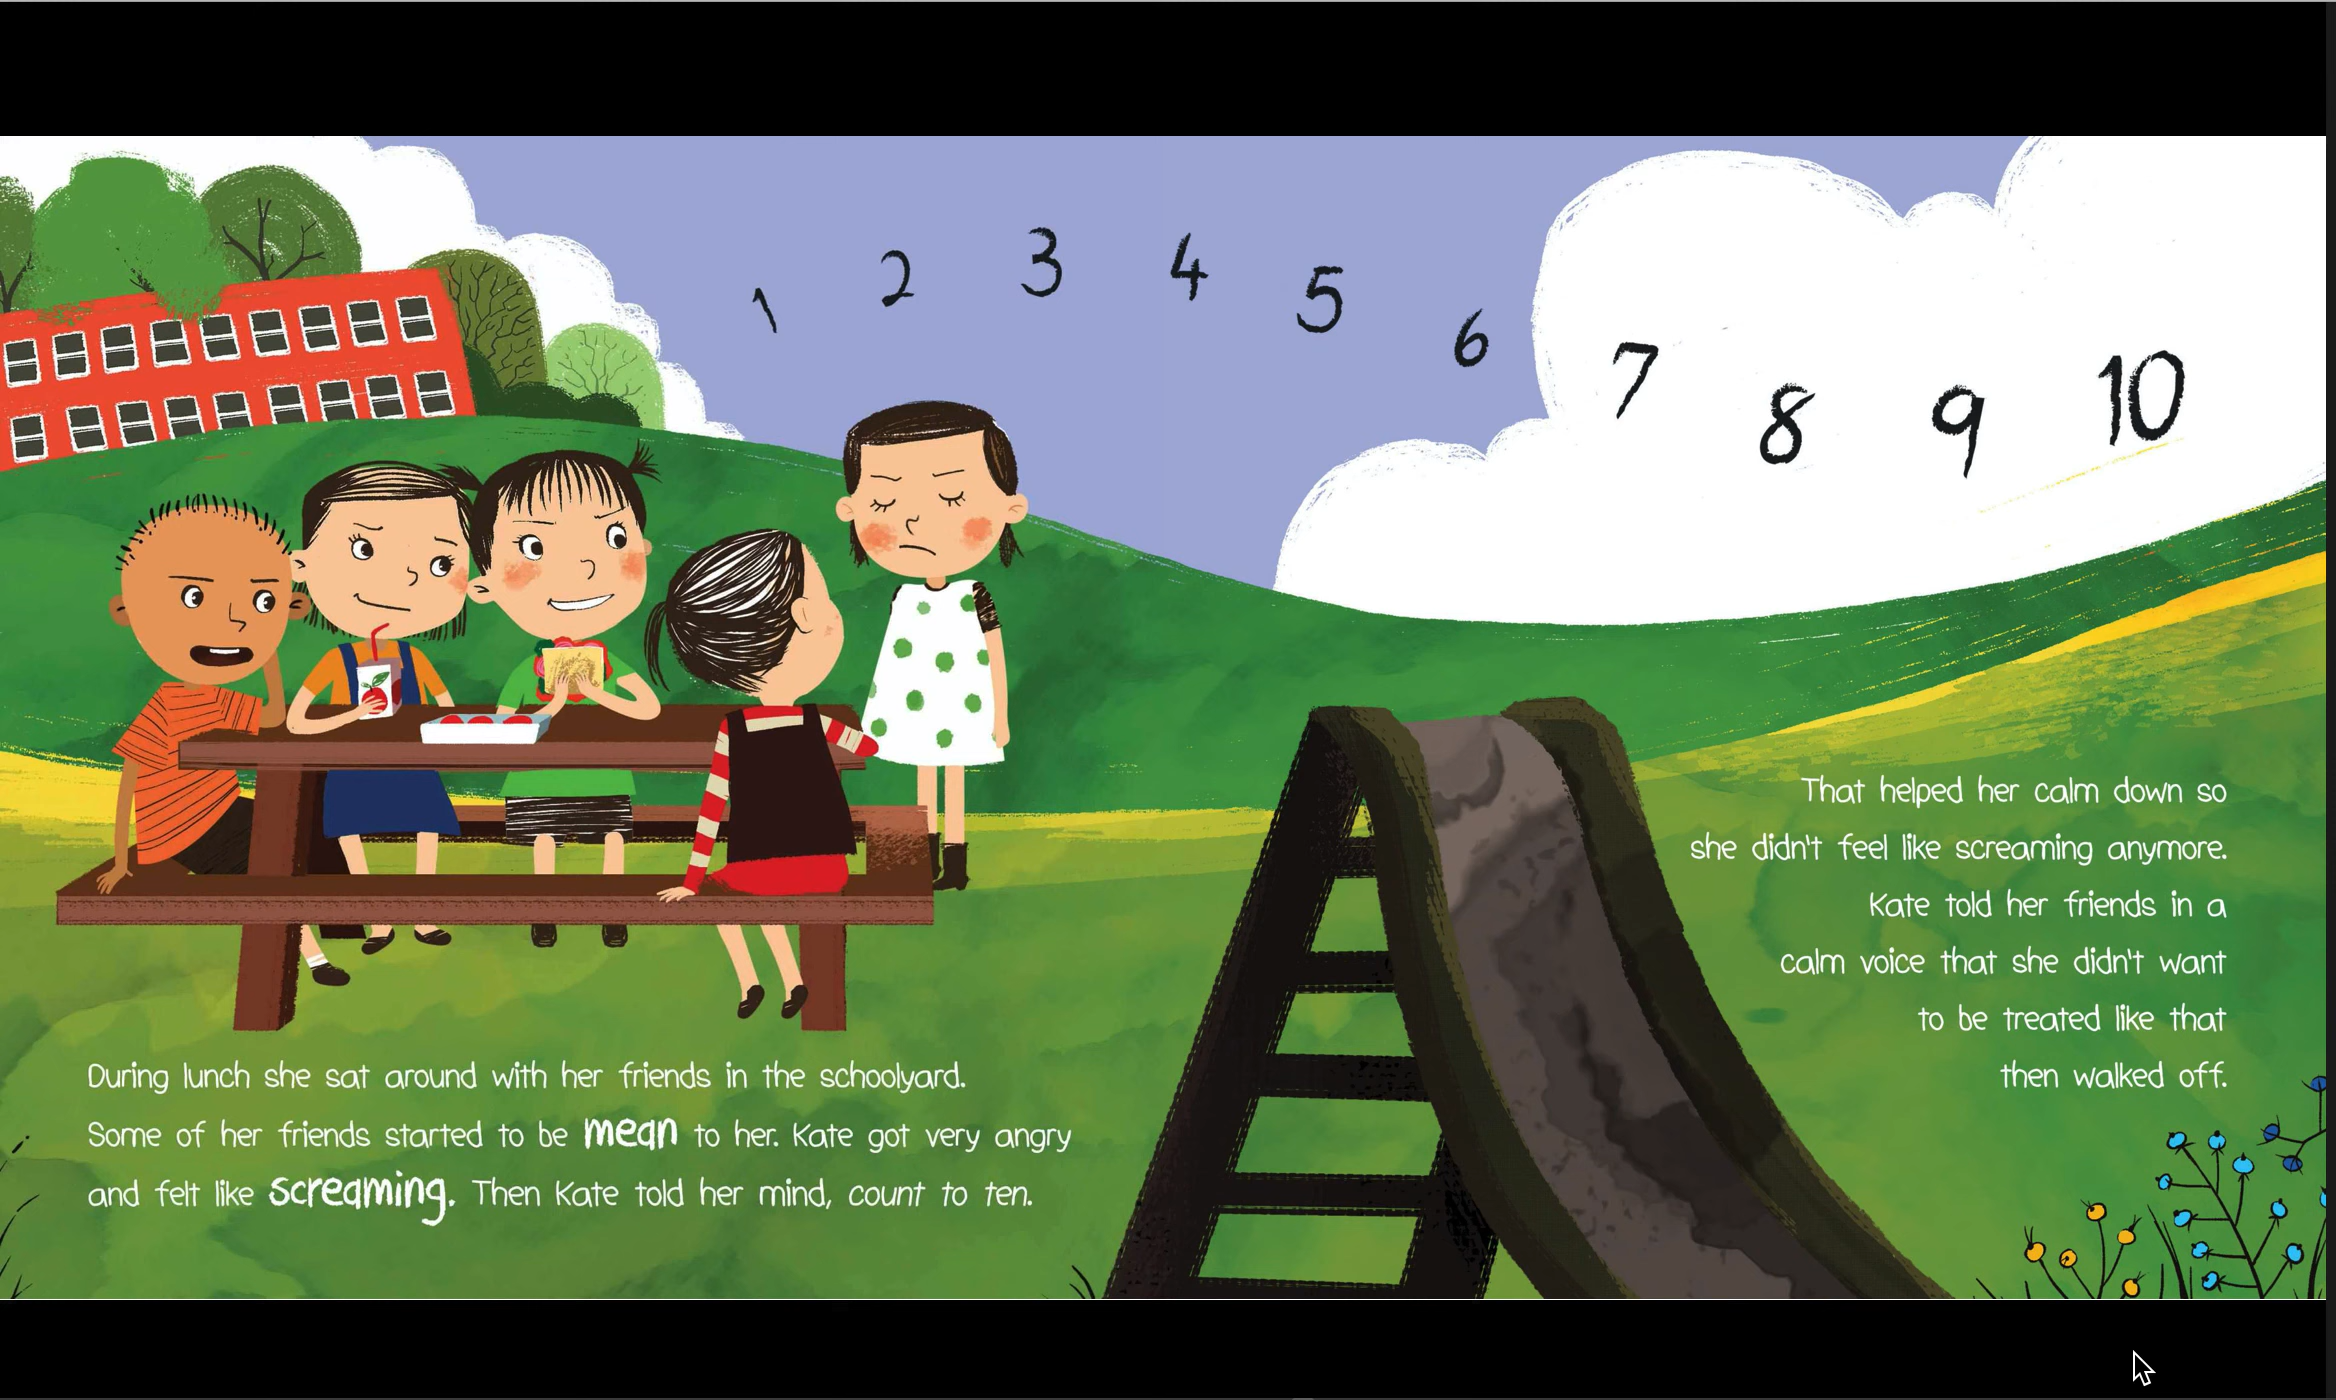 1 2 3 4 5 6 7 8 9 10
During lunch she sat around with her friends in the schoolyard.
Some of her friends started to be mean to her. Kate got very angry
and felt like screaming. Then Kate told her mind, count to ten.
That helped her calm down so
she didn't feel like screaming anymore.
Kate told her friends in a
calm voice that she didn't want
to be treated like that
then walked off.